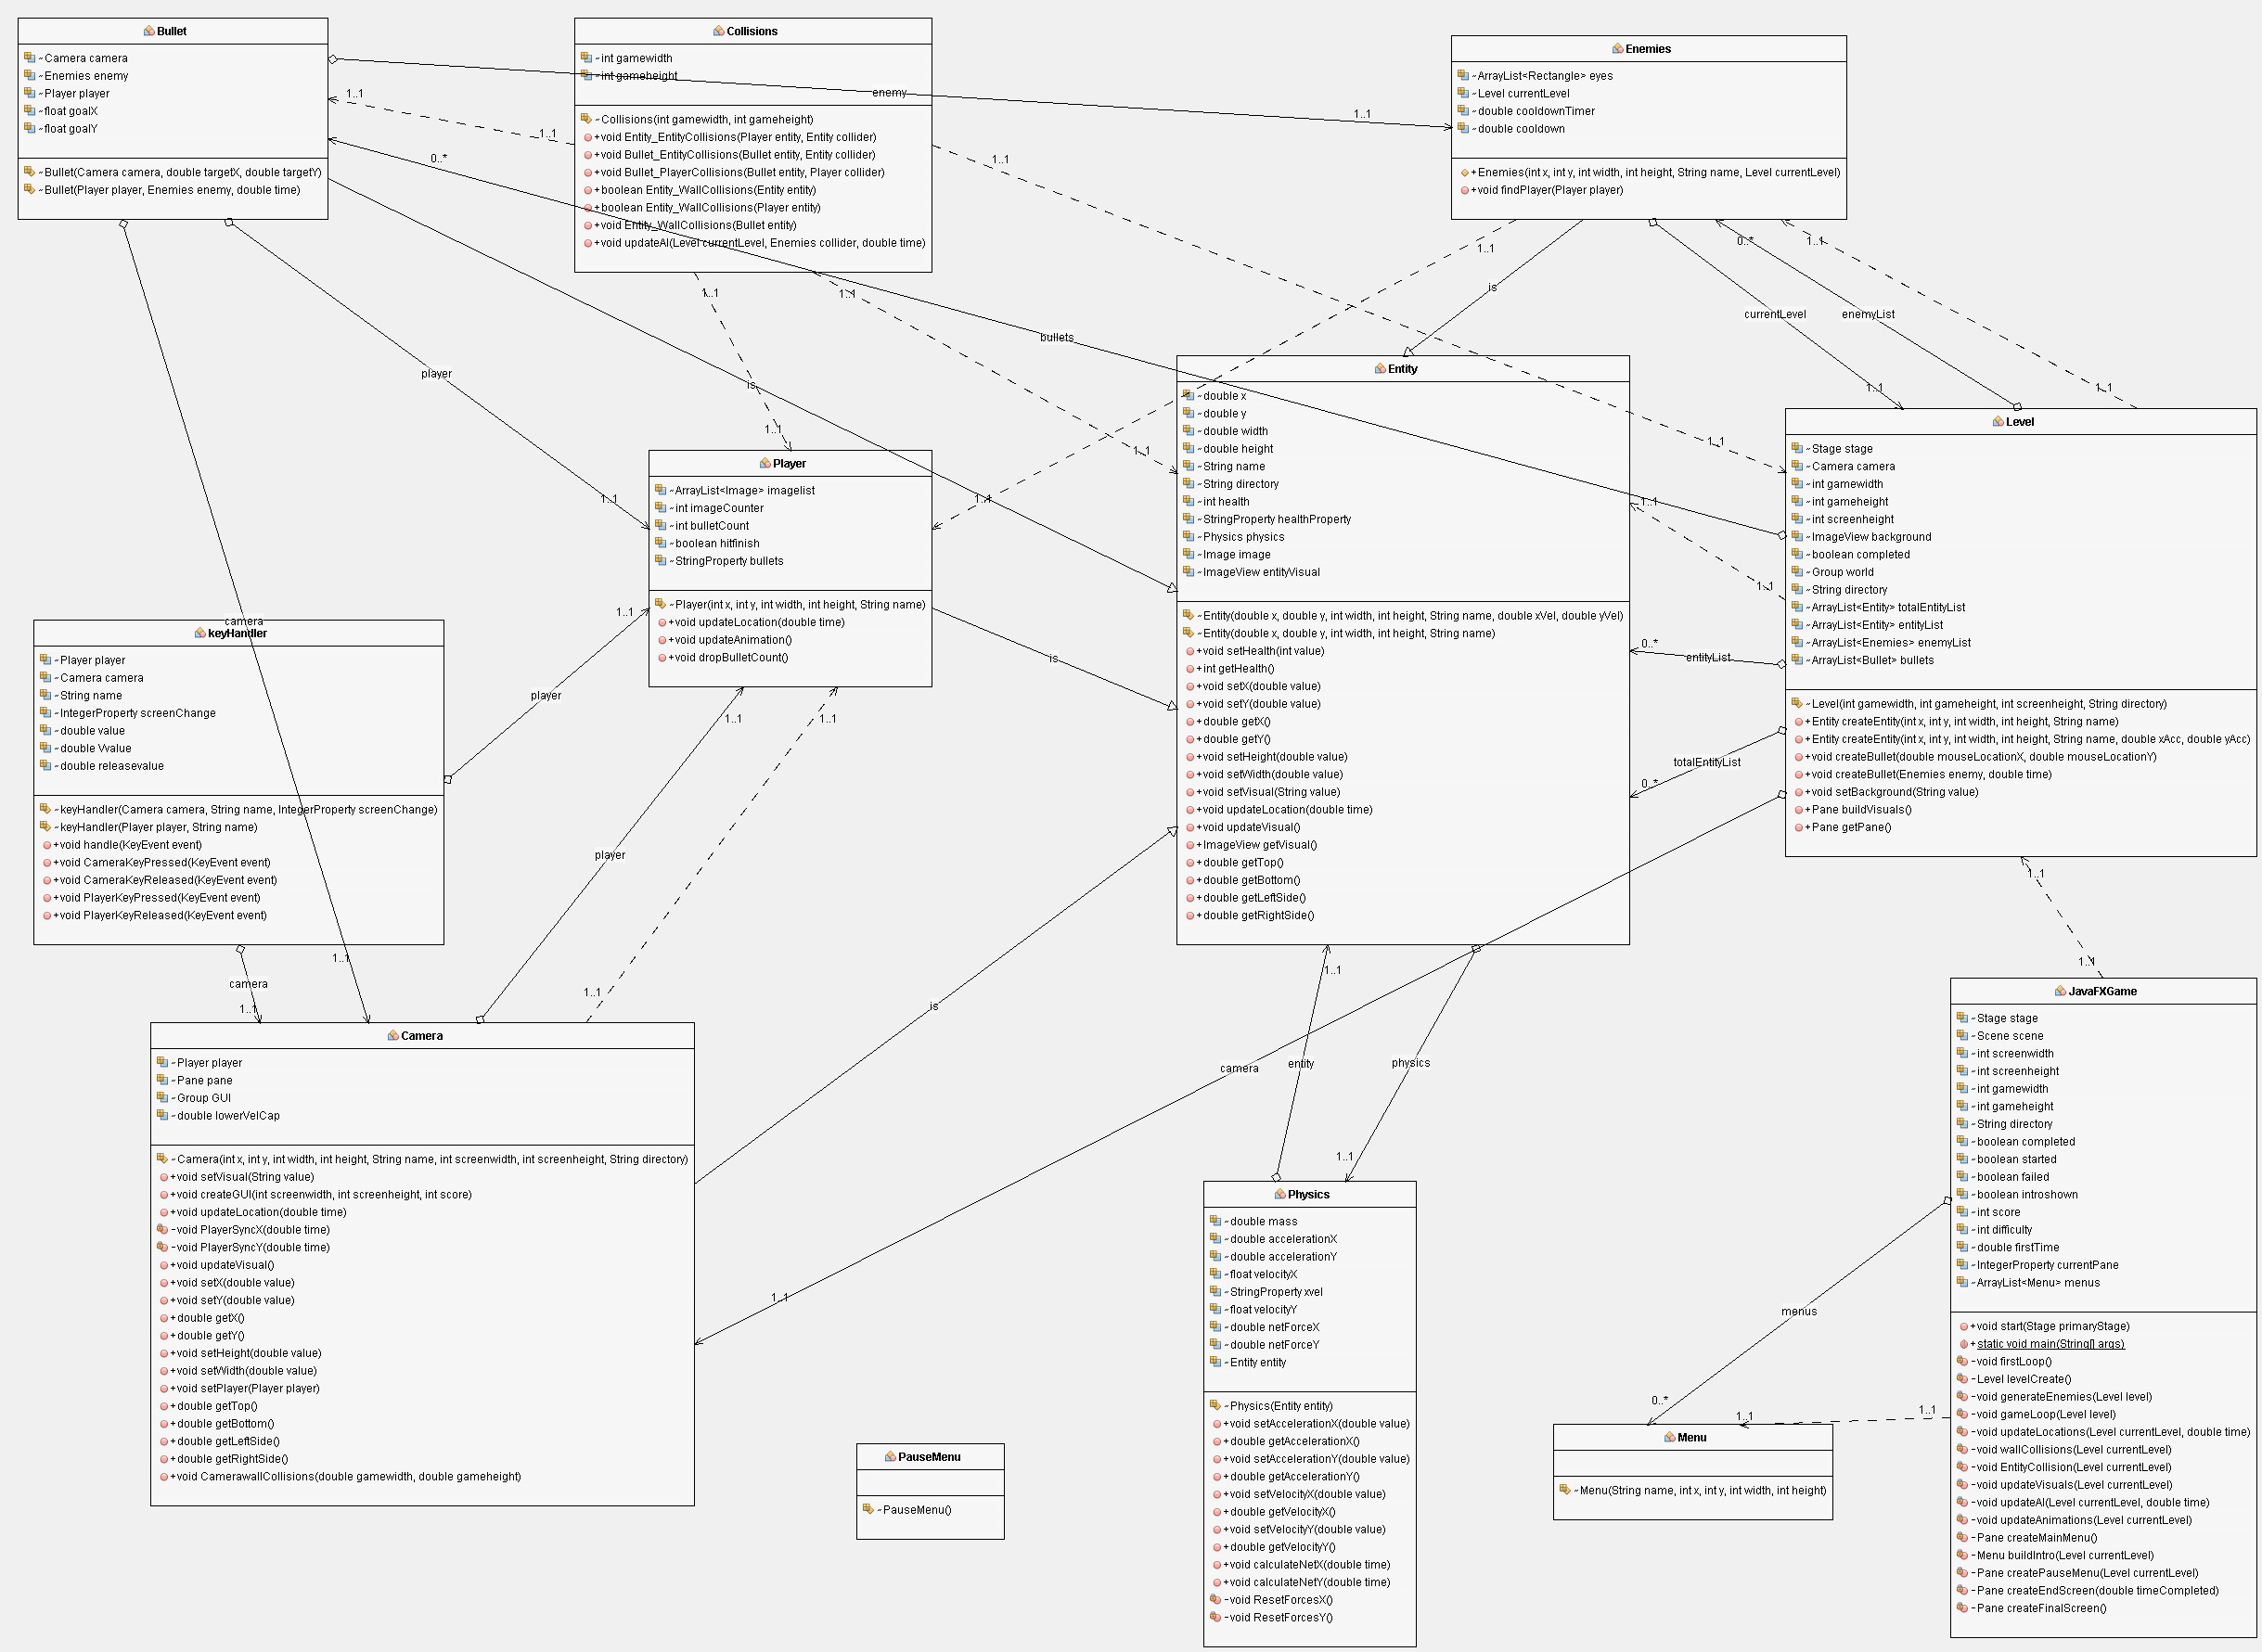 Bullet
~Camera camera
~Enemies enemy
~Player player
~float goalX
~float goalY
~Bullet(Camera camera, double targetX, double targetY)
~Bullet(Player player, Enemies enemy, double time)
Collisions
~int gamewidth
~int gameheight
~Collisions(int gamewidth, int gameheight)
+void Entity_EntityCollisions(Player entity, Entity collider)
+void Bullet_EntityCollisions(Bullet entity, Entity collider)
+void Bullet_PlayerCollisions(Bullet entity, Player collider)
+boolean Entity_WallCollisions(Entity entity)
+boolean Entity_WallCollisions(Player entity)
+void Entity_WallCollisions(Bullet entity)
+void updateAI(Level currentLevel, Enemies collider, double time)
Enemies
~ArrayList<Rectangle> eyes
~Level currentLevel
~double cooldownTimer
~double cooldown
+Enemies(int x, int y, int width, int height, String name, Level currentLevel)
+void findPlayer(Player player)
enemy
1..1
1..1
1..1
0..*
1..1
1..1
1..1
1..1
0..*
1..1
is
currentLevel
enemyList
bullets
player
is
1..1
1..1
1..1
1..1
1..1
1..1
1..1
1..1
1..1
1..1
Entity
~double x
~double y
~double width
~double height
~String name
~String directory
~int health
~StringProperty healthProperty
~Physics physics
~Image image
~ImageView entityVisual
~Entity(double x, double y, int width, int height, String name, double xVel, double yVel)
~Entity(double x, double y, int width, int height, String name)
+void setHealth(int value)
+int getHealth()
+void setX(double value)
+void setY(double value)
+double getX()
+double getY()
+void setHeight(double value)
+void setWidth(double value)
+void setVisual(String value)
+void updateLocation(double time)
+void updateVisual()
+ImageView getVisual()
+double getTop()
+double getBottom()
+double getLeftSide()
+double getRightSide()
Level
~Stage stage
~Camera camera
~int gamewidth
~int gameheight
~int screenheight
~ImageView background
~boolean completed
~Group world
~String directory
~ArrayList<Entity> totalEntityList
~ArrayList<Entity> entityList
~ArrayList<Enemies> enemyList
~ArrayList<Bullet> bullets
~Level(int gamewidth, int gameheight, int screenheight, String directory)
+Entity createEntity(int x, int y, int width, int height, String name)
+Entity createEntity(int x, int y, int width, int height, String name, double xAcc, double yAcc)
+void createBullet(double mouseLocationX, double mouseLocationY)
+void createBullet(Enemies enemy, double time)
+void setBackground(String value)
+Pane buildVisuals()
+Pane getPane()
Player
~ArrayList<Image> imagelist
~int imageCounter
~int bulletCount
~boolean hitfinish
~StringProperty bullets
~Player(int x, int y, int width, int height, String name)
+void updateLocation(double time)
+void updateAnimation()
+void dropBulletCount()
camera
keyHandler
~Player player
~Camera camera
~String name
~IntegerProperty screenChange
~double value
~double Vvalue
~double releasevalue
~keyHandler(Camera camera, String name, IntegerProperty screenChange)
~keyHandler(Player player, String name)
+void handle(KeyEvent event)
+void CameraKeyPressed(KeyEvent event)
+void CameraKeyReleased(KeyEvent event)
+void PlayerKeyPressed(KeyEvent event)
+void PlayerKeyReleased(KeyEvent event)
0..*
entityList
is
player
1..1
1..1
totalEntityList
0..*
player
1..1
1..1
1..1
camera
1..1
1..1
1..1
is
1..1
entity
physics
camera
1..1
1..1
Camera
~Player player
~Pane pane
~Group GUI
~double lowerVelCap
~Camera(int x, int y, int width, int height, String name, int screenwidth, int screenheight, String directory)
+void setVisual(String value)
+void createGUI(int screenwidth, int screenheight, int score)
+void updateLocation(double time)
-void PlayerSyncX(double time)
-void PlayerSyncY(double time)
+void updateVisual()
+void setX(double value)
+void setY(double value)
+double getX()
+double getY()
+void setHeight(double value)
+void setWidth(double value)
+void setPlayer(Player player)
+double getTop()
+double getBottom()
+double getLeftSide()
+double getRightSide()
+void CamerawallCollisions(double gamewidth, double gameheight)
PauseMenu
~PauseMenu()
Physics
~double mass
~double accelerationX
~double accelerationY
~float velocityX
~StringProperty xvel
~float velocityY
~double netForceX
~double netForceY
~Entity entity
~Physics(Entity entity)
+void setAccelerationX(double value)
+double getAccelerationX()
+void setAccelerationY(double value)
+double getAccelerationY()
+void setVelocityX(double value)
+double getVelocityX()
+void setVelocityY(double value)
+double getVelocityY()
+void calculateNetX(double time)
+void calculateNetY(double time)
-void ResetForcesX()
-void ResetForcesY()
menus
0..*
1..1
1..1
Menu
~Menu(String name, int x, int y, int width, int height)
JavaFXGame
~Stage stage
~Scene scene
~int screenwidth
~int screenheight
~int gamewidth
~int gameheight
~String directory
~boolean completed
~boolean started
~boolean failed
~boolean introshown
~int score
~int difficulty
~double firstTime
~IntegerProperty currentPane
~ArrayList<Menu> menus
+void start(Stage primaryStage)
+static void main(String[] args)
-void firstLoop()
-Level levelCreate()
-void generateEnemies(Level level)
-void gameLoop(Level level)
-void updateLocations(Level currentLevel, double time)
-void wallCollisions(Level currentLevel)
-void EntityCollision(Level currentLevel)
-void updateVisuals(Level currentLevel)
-void updateAI(Level currentLevel, double time)
-void updateAnimations(Level currentLevel)
-Pane createMainMenu()
-Menu buildIntro(Level currentLevel)
-Pane createPauseMenu(Level currentLevel)
-Pane createEndScreen(double timeCompleted)
-Pane createFinalScreen()